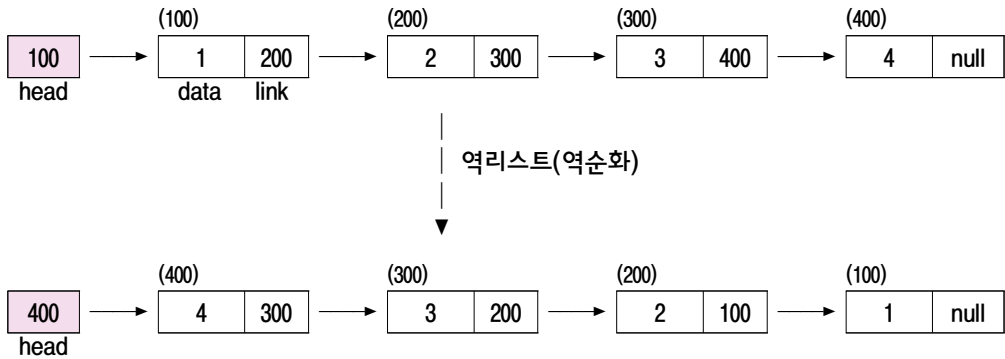 (100) (200) (300) (400)
100 1 200 2 300 3 400 4 null
head data link
역리스트(역순화)
(400) (300) (200) (100)
400 4 300 3 200 2 100 1 null
head